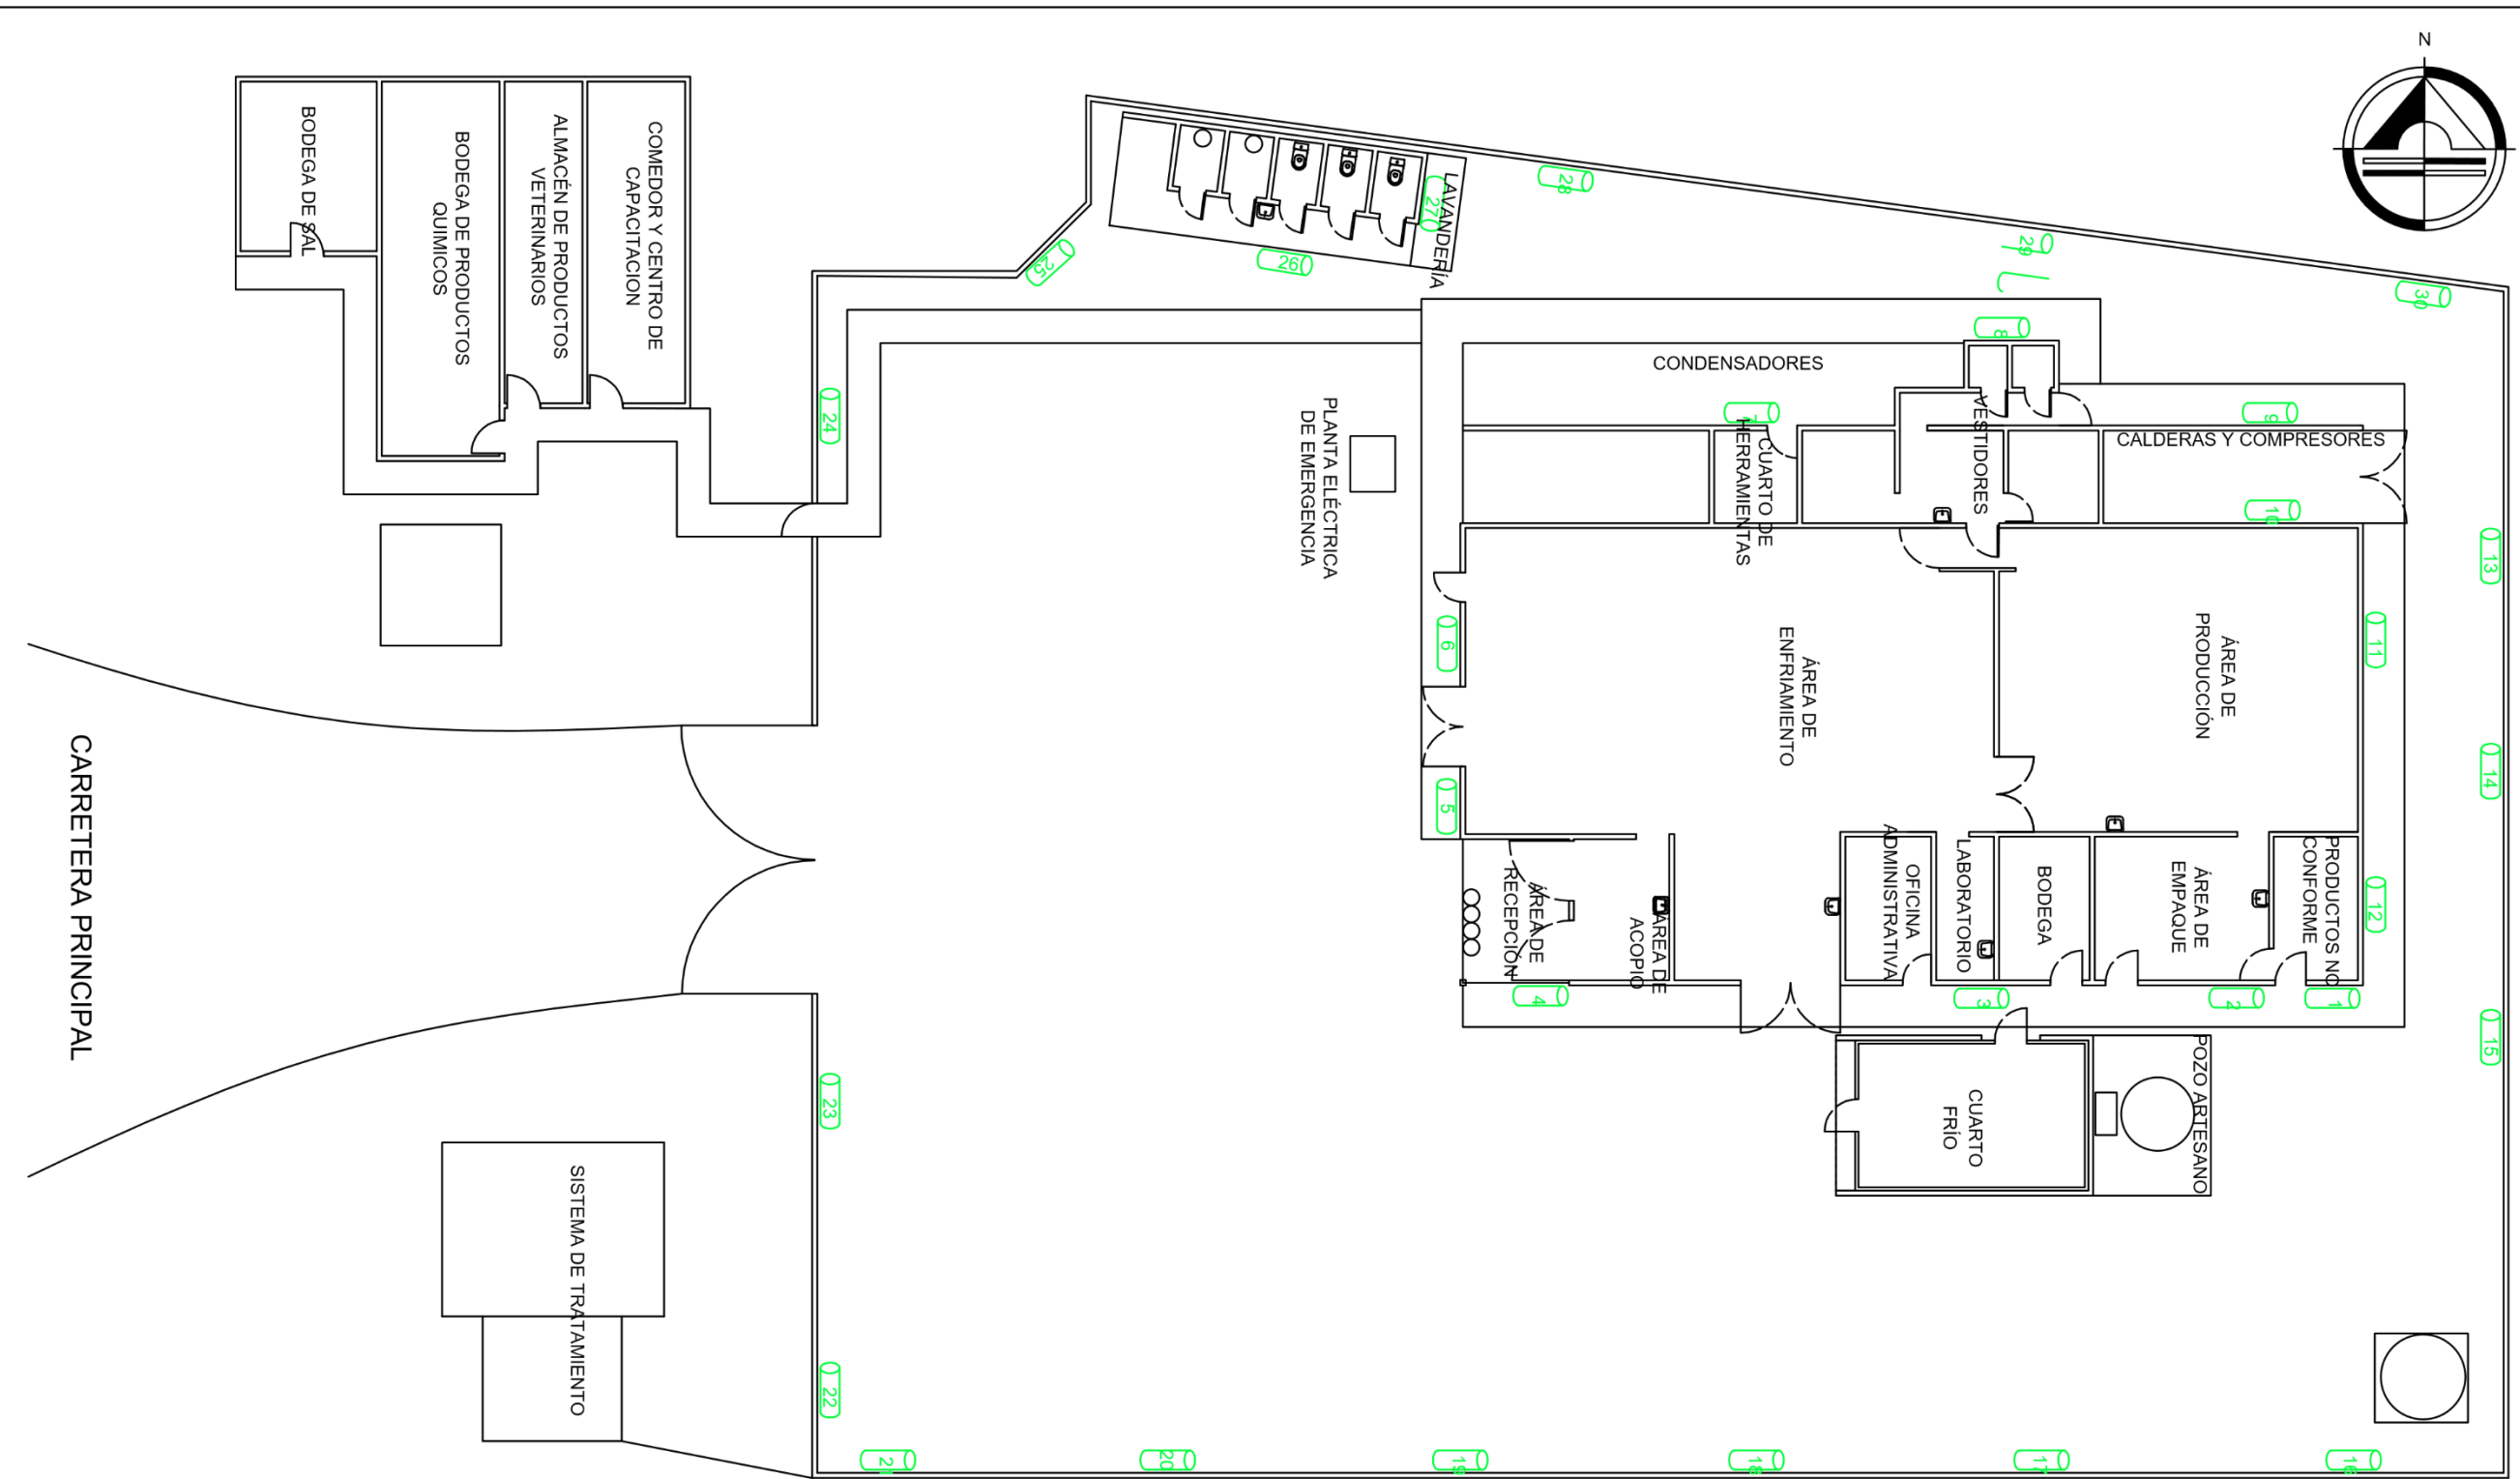 N
BODEGA DE SAL
BODEGA DE PRODUCTOS
QUIMICOS
ALMACÉN DE PRODUCTOS
VETERINARIOS
COMEDOR Y CENTRO DE
CAPACITACION
LAVANDERÍA
28
27
26
25
29
30
8
CONDENSADORES
24
PLANTA ELÉCTRICA
DE EMERGENCIA
7
CUARTO DE
HERRAMIENTAS
VESTIDORES
9
CALDERAS Y COMPRESORES
10
13
6
11
ÁREA DE
ENFRIAMIENTO
ÁREA DE
PRODUCCIÓN
CARRETERA PRINCIPAL
5
14
ÁREA DE
RECEPCIÓN
ÁREA DE
ACOPIO
OFICINA
ADMINISTRATIVA
LABORATORIO
BODEGA
ÁREA DE
EMPAQUE
PRODUCTOS NO
CONFORME
12
4
3
2
1
15
CUARTO
FRÍO
POZO ARTESANO
23
SISTEMA DE TRATAMIENTO
22
21
20
19
18
17
16